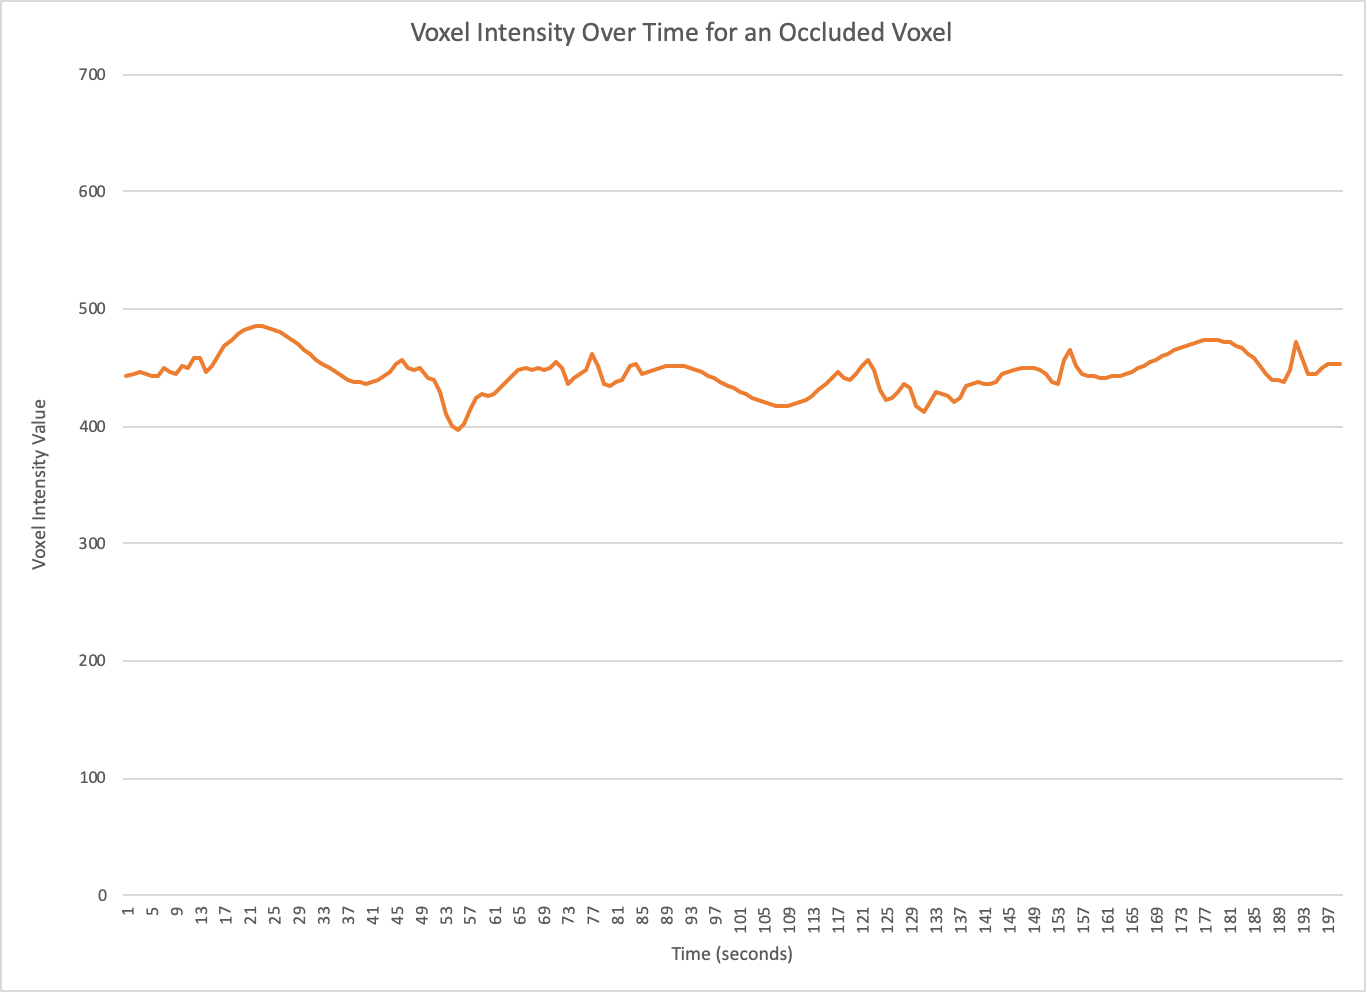 Voxel Intensity Over Time for an Occluded Voxel
700
600
500
400
300
200
100
0
Voxel Intensity Value
1 5 9 13 17 21 25 29 33 37 41 45 49 53 57 61 65 69 73 77 81 85 89 93 97 101 105 109 113 117 121 125 129 133 137 141 145 149 153 157 161 165 169 173 177 181 185 189 193 197
Time (seconds)